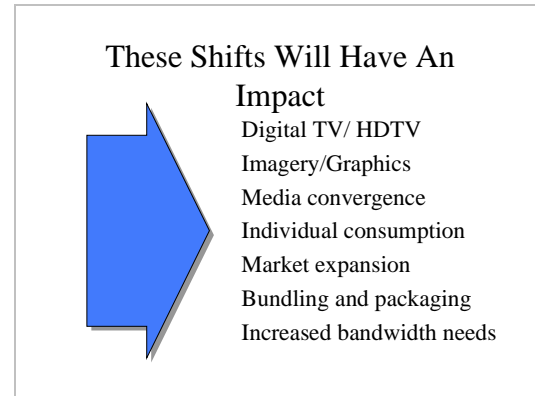 These Shifts Will Have An
Impact
Digital TV/ HDTV
Imagery/Graphics
Media convergence
Individual consumption
Market expansion
Bundling and packaging
Increased bandwidth needs